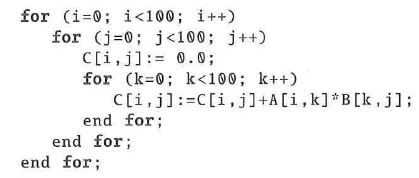 for (i=0; i<100; i++)
for (j=0; j<100; j++)
C[i,j]:= 0.0;
for (k=0; k<100; k++)
C[i,j]:=C[i,j]+A[i,k]*B[k,j];
end for;
end for;
end for;